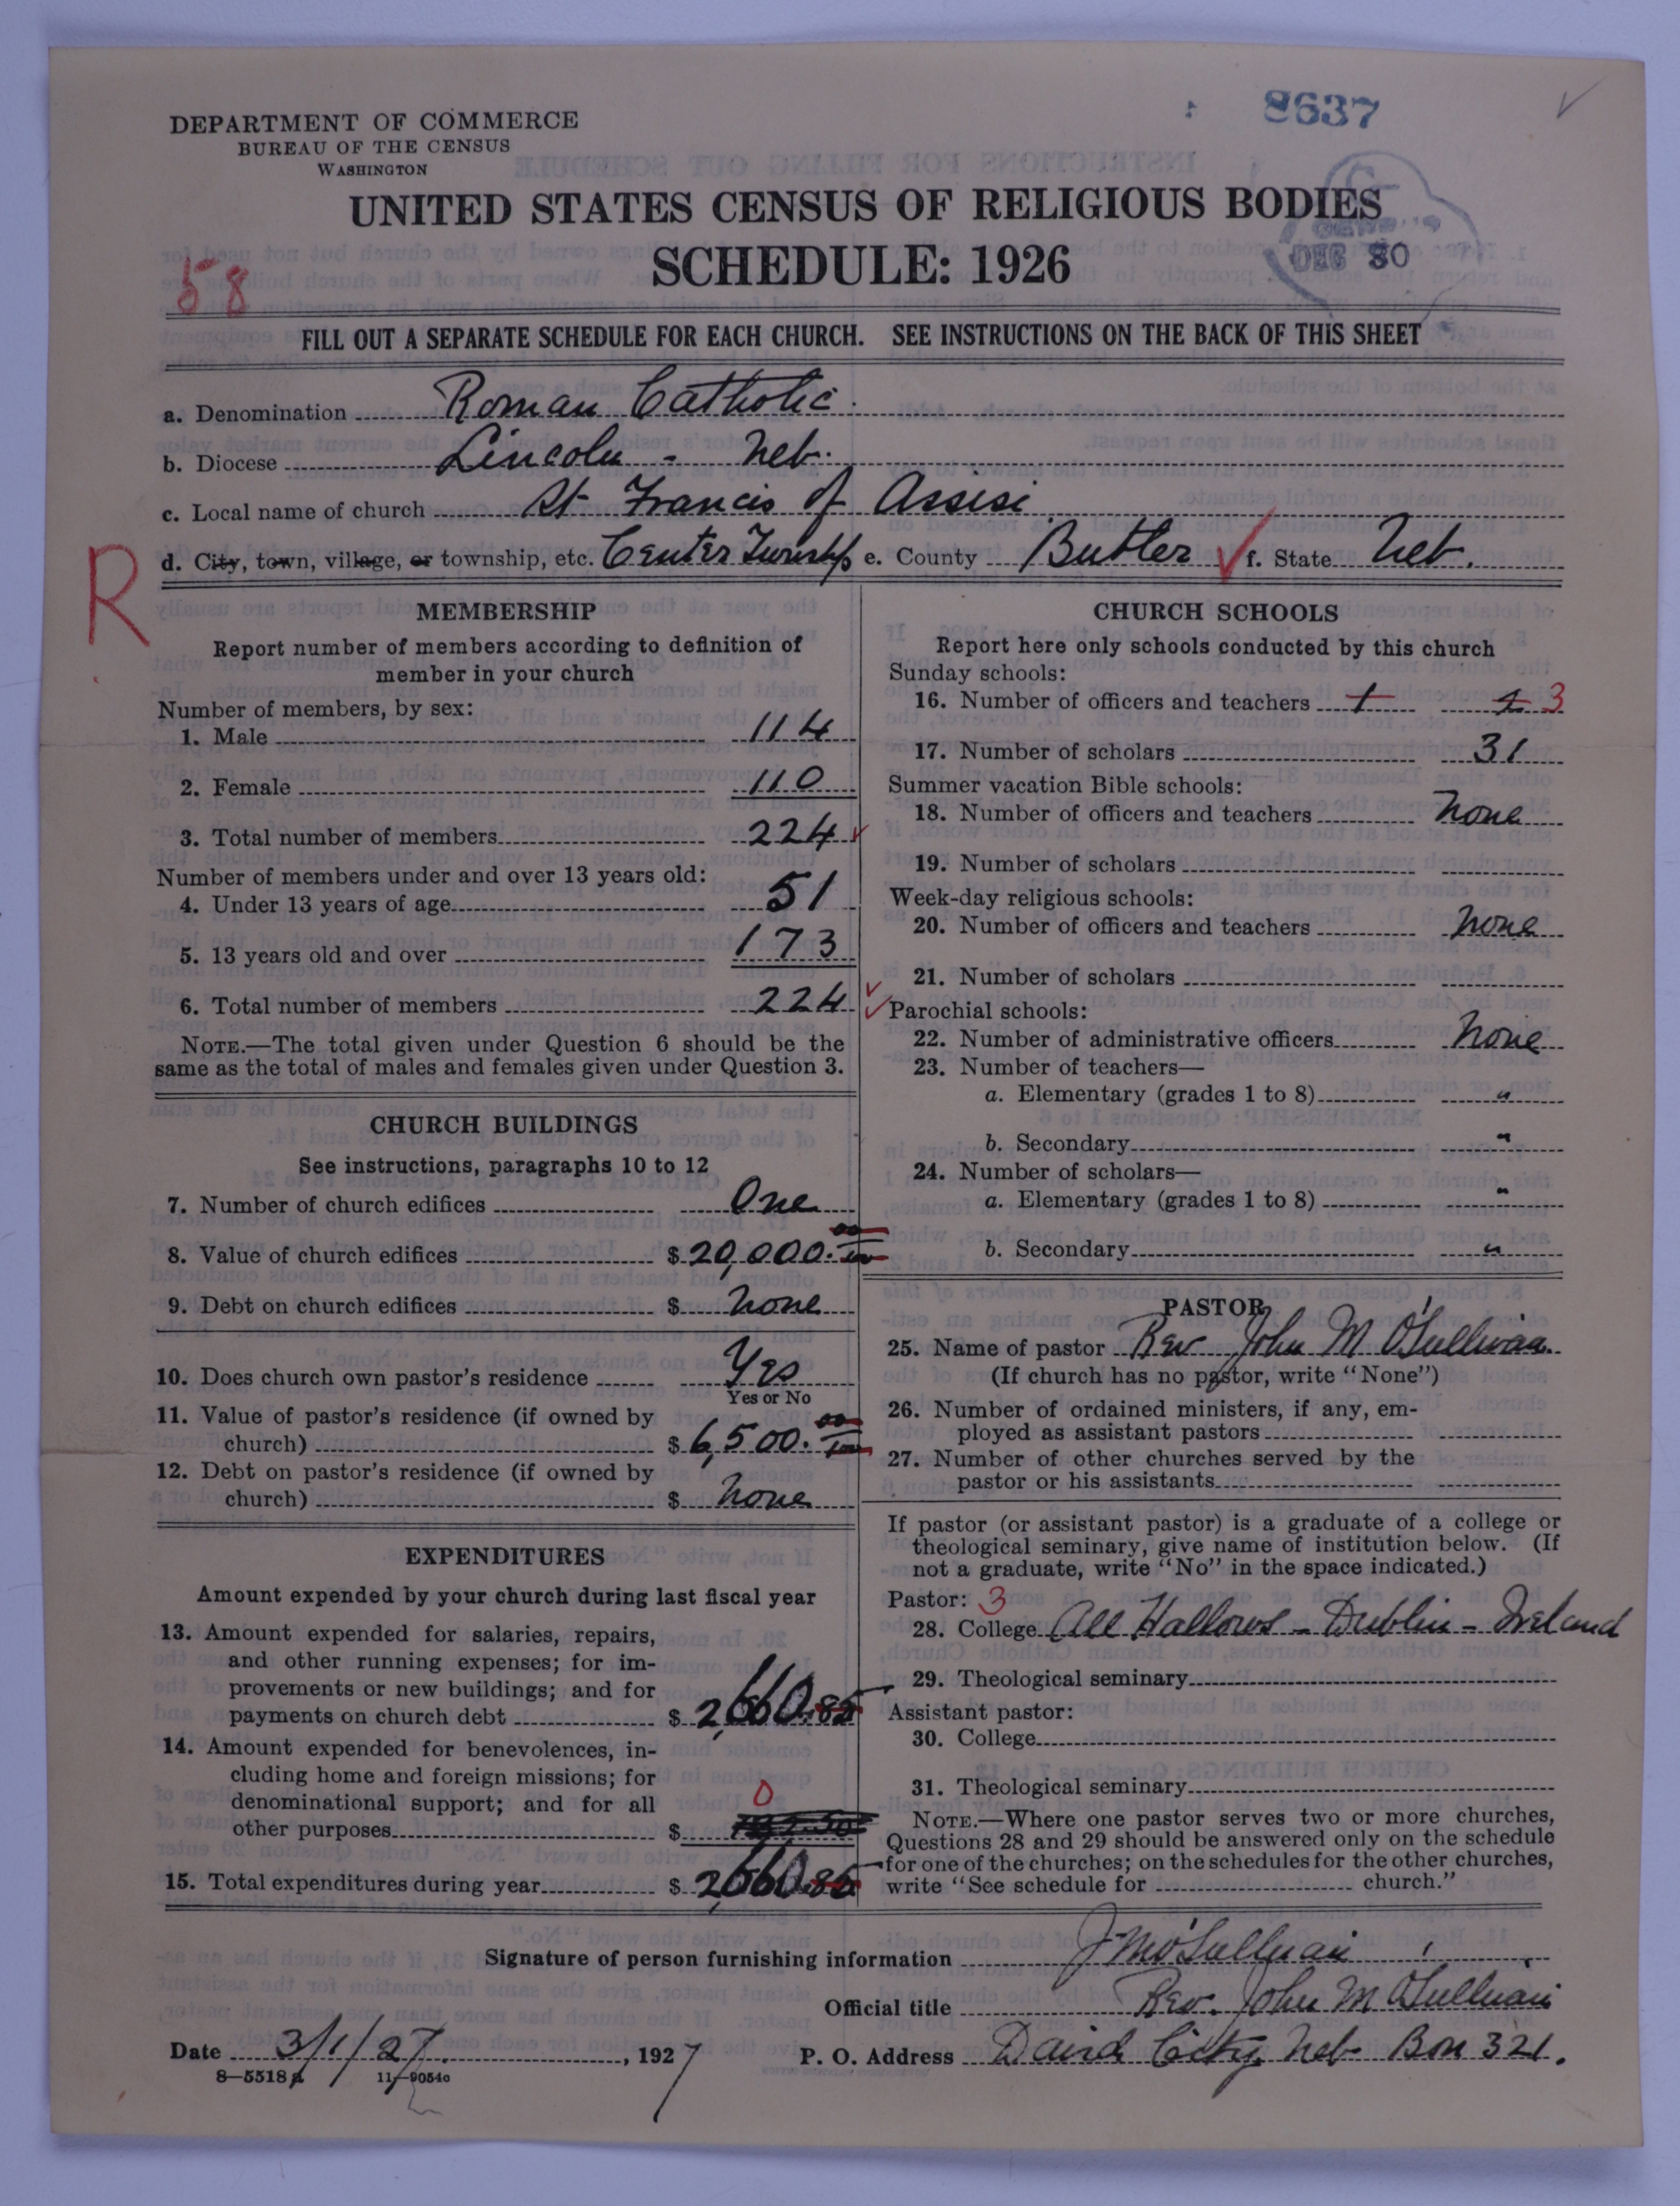 8637
DEPARTMENT OF COMMERCE
BUREAU OF THE CENSUS
WASHINGTON
UNITED STATES CENSUS OF RELIGIOUS BODIES
SCHEDULE: 1926
DEC 30
58
FILL OUT A SEPARATE SCHEDULE FOR EACH CHURCH. SEE INSTRUCTIONS ON THE BACK OF THIS SHEET
a. Denomination Roman Catholic.
b. Diocese Lincoln - Neb.
c. Local name of church St Francis of Assisi
d. City, town, village, or township, etc. Center Township e. County Butler f. State Neb.
R
MEMBERSHIP
Report number of members according to definition of
member in your church
Number of members, by sex:
1. Male 114
2. Female 110
3. Total number of members 224
Number of members under and over 13 years old:
4. Under 13 years of age 51
5. 13 years old and over 173
6. Total number of members 224
NOTE.—The total given under Question 6 should be the
same as the total of males and females given under Question 3.
CHURCH BUILDINGS
See instructions, paragraphs 10 to 12
7. Number of church edifices One
8. Value of church edifices $ 20,000. 00/100
9. Debt on church edifices $ None
10. Does church own pastor's residence Yes
Yes or No
11. Value of pastor's residence (if owned by
church) $ 6,500. 00/100
12. Debt on pastor's residence (if owned by
church) $ None
EXPENDITURES
Amount expended by your church during last fiscal year
13. Amount expended for salaries, repairs,
and other running expenses; for im-
provements or new buildings; and for
payments on church debt $ 2,660.85
14. Amount expended for benevolences, in-
cluding home and foreign missions; for
denominational support; and for all
other purposes $ 0
15. Total expenditures during year $ 2,660.85
CHURCH SCHOOLS
Report here only schools conducted by this church
Sunday schools:
16. Number of officers and teachers 1 1 3
17. Number of scholars 31
Summer vacation Bible schools:
18. Number of officers and teachers None
19. Number of scholars
Week-day religious schools:
20. Number of officers and teachers None
21. Number of scholars
Parochial schools:
22. Number of administrative officers None
23. Number of teachers—
a. Elementary (grades 1 to 8) "
b. Secondary "
24. Number of scholars—
a. Elementary (grades 1 to 8) "
b. Secondary "
PASTOR
25. Name of pastor Rev John M O'Sullivan.
(If church has no pastor, write "None")
26. Number of ordained ministers, if any, em-
ployed as assistant pastors
27. Number of other churches served by the
pastor or his assistants
If pastor (or assistant pastor) is a graduate of a college or
theological seminary, give name of institution below. (If
not a graduate, write "No" in the space indicated.)
Pastor: 3
28. College All Hallows - Dublin - Ireland
29. Theological seminary
Assistant pastor:
30. College
31. Theological seminary
NOTE.—Where one pastor serves two or more churches,
Questions 28 and 29 should be answered only on the schedule
for one of the churches; on the schedules for the other churches,
write "See schedule for church."
Signature of person furnishing information J M O'Sullivan
Official title Rev. John M O'Sullivan
Date 3/1/27, 1927 P. O. Address David City, Neb Box 321.
8—5518a 11—9054c